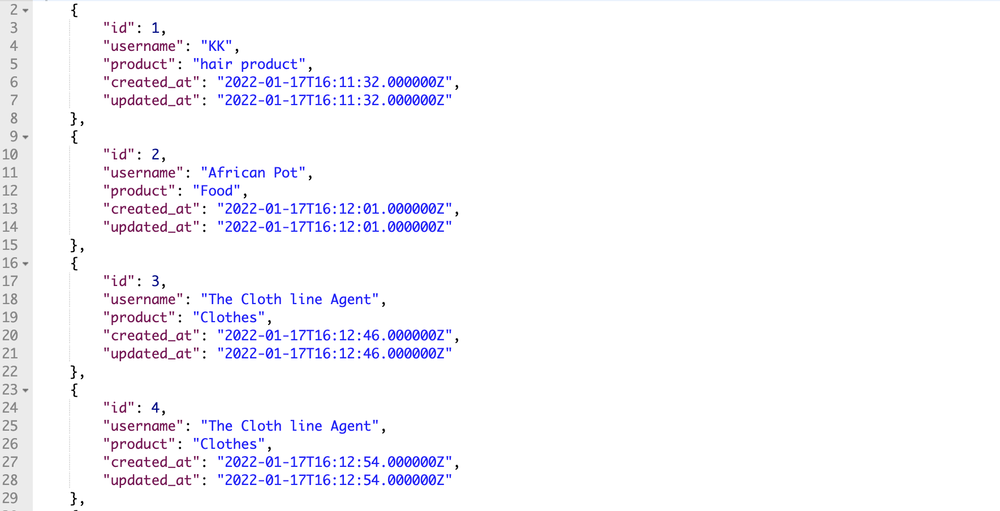 2 {
3 "id": 1,
4 "username": "KK",
5 "product": "hair product",
6 "created_at": "2022-01-17T16:11:32.000000Z",
7 "updated_at": "2022-01-17T16:11:32.000000Z"
8 },
9 {
10 "id": 2,
11 "username": "African Pot",
12 "product": "Food",
13 "created_at": "2022-01-17T16:12:01.000000Z",
14 "updated_at": "2022-01-17T16:12:01.000000Z"
15 },
16 {
17 "id": 3,
18 "username": "The Cloth line Agent",
19 "product": "Clothes",
20 "created_at": "2022-01-17T16:12:46.000000Z",
21 "updated_at": "2022-01-17T16:12:46.000000Z"
22 },
23 {
24 "id": 4,
25 "username": "The Cloth line Agent",
26 "product": "Clothes",
27 "created_at": "2022-01-17T16:12:54.000000Z",
28 "updated_at": "2022-01-17T16:12:54.000000Z"
29 },